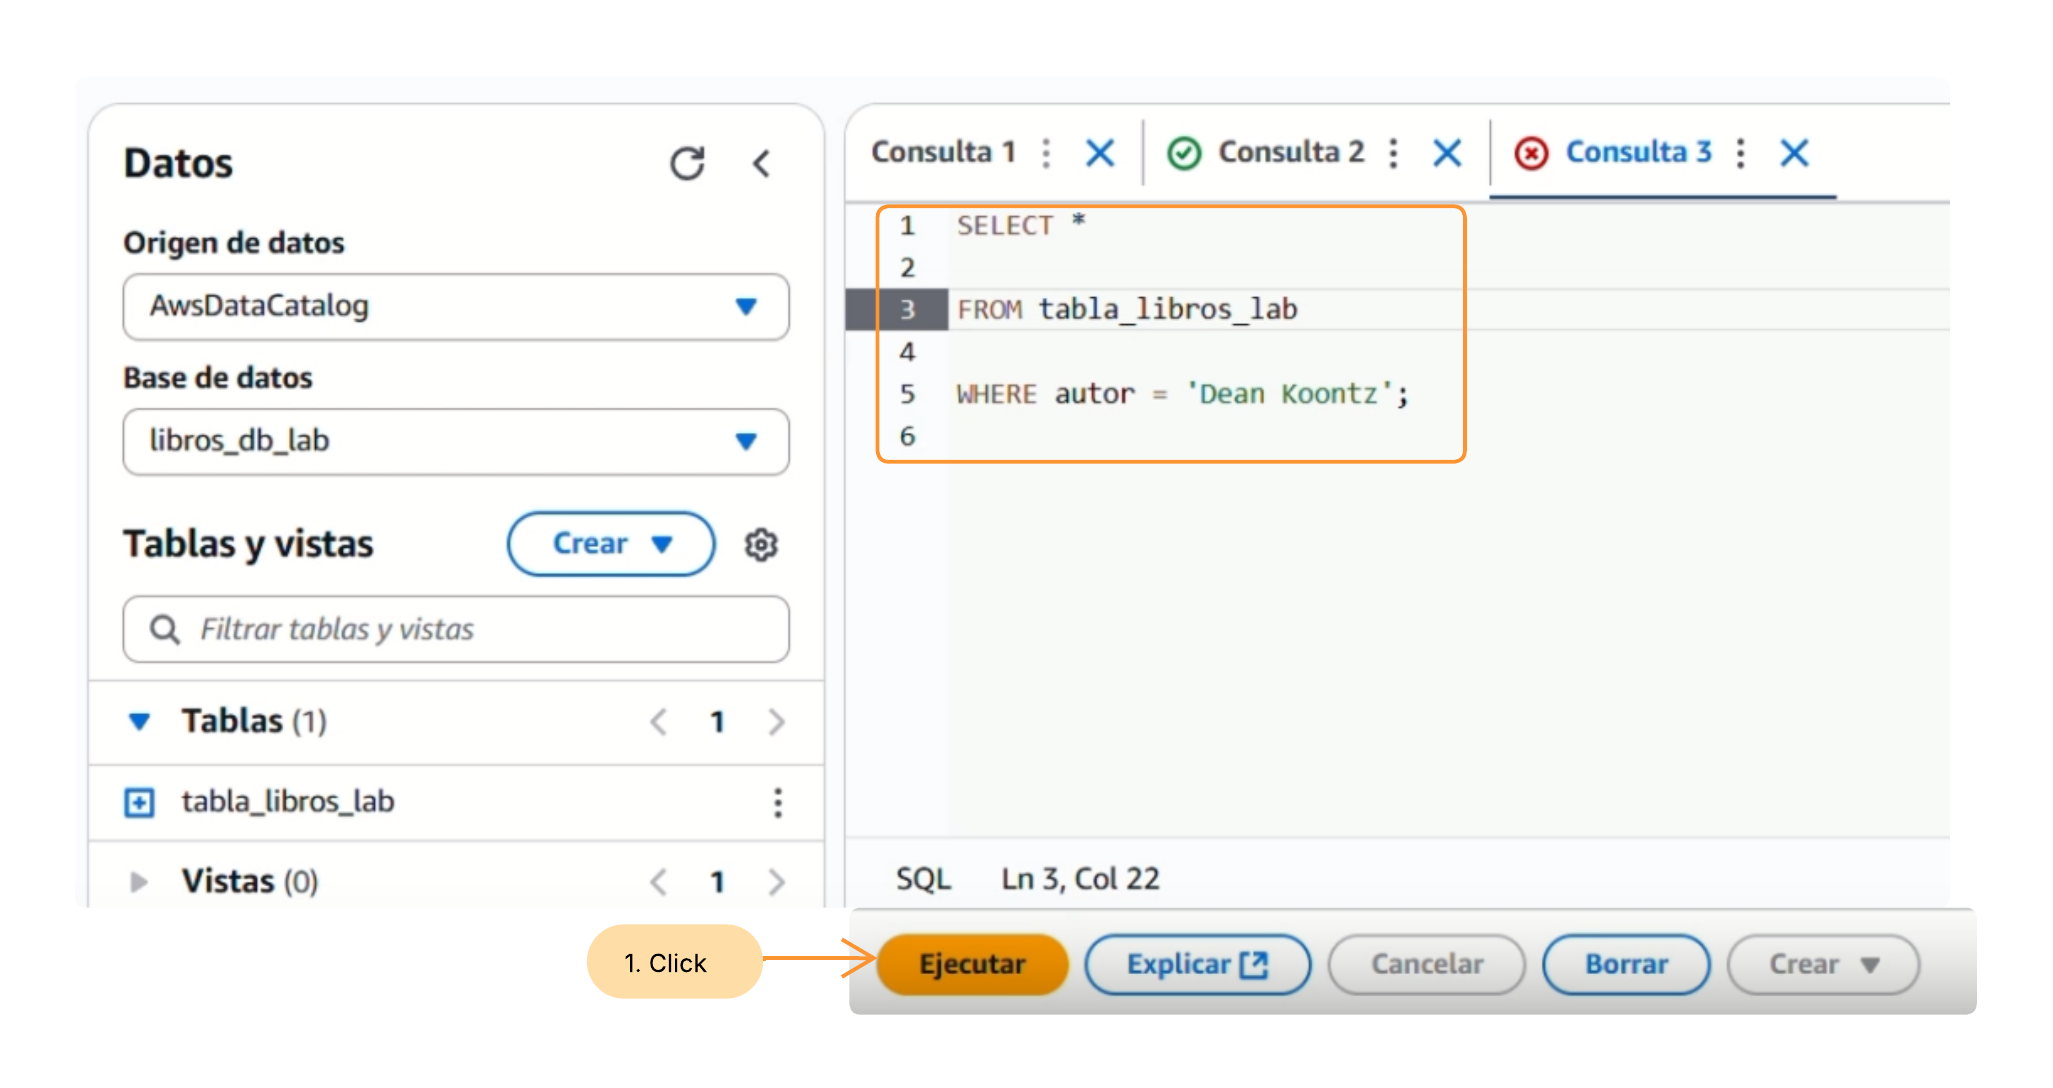 Datos
Origen de datos
AwsDataCatalog
Base de datos
libros_db_lab
Tablas y vistas
Crear
Filtrar tablas y vistas
Tablas (1)
1
tabla_libros_lab
Vistas (0)
1
Consulta 1
Consulta 2
Consulta 3
1 SELECT *
2
3 FROM tabla_libros_lab
4
5 WHERE autor = 'Dean Koontz';
6
SQL Ln 3, Col 22
1. Click
Ejecutar
Explicar
Cancelar
Borrar
Crear